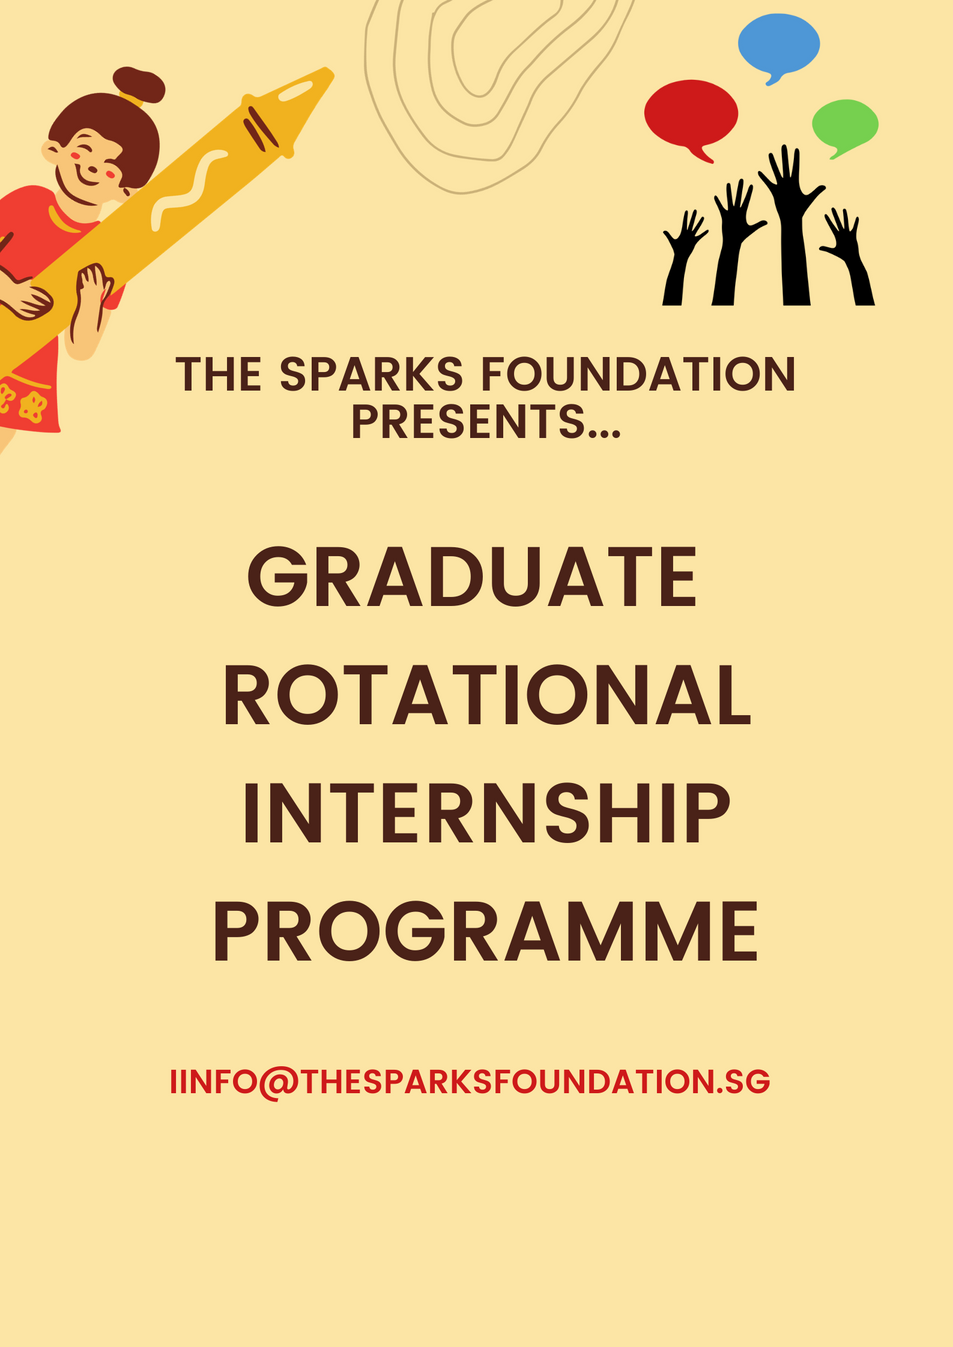 THE SPARKS FOUNDATION
PRESENTS...
GRADUATE
ROTATIONAL
INTERNSHIP
PROGRAMME
IINFO@THESPARKSFOUNDATION.SG